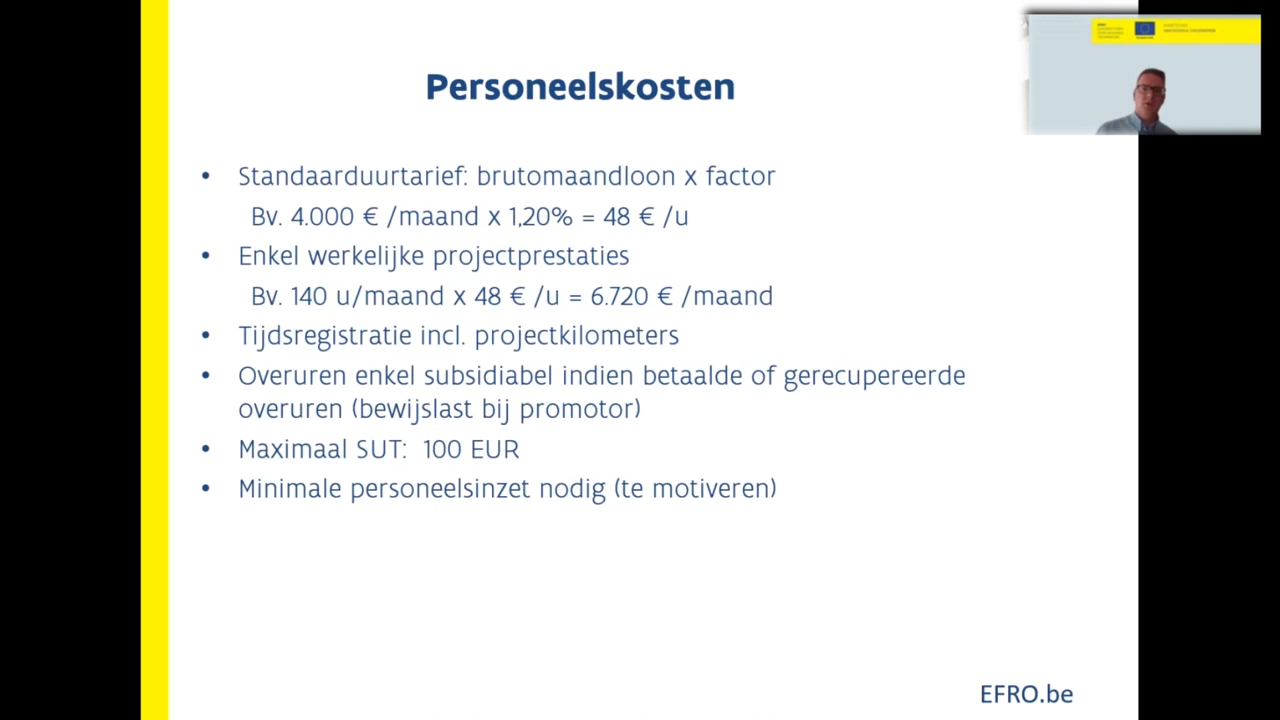 Personeelskosten
• Standaarduurtarief: brutomaandloon x factor
Bv. 4.000 € /maand x 1,20% = 48 € /u
• Enkel werkelijke projectprestaties
Bv. 140 u/maand x 48 € /u = 6.720 € /maand
• Tijdsregistratie incl. projectkilometers
• Overuren enkel subsidiabel indien betaalde of gerecupereerde
overuren (bewijslast bij promotor)
• Maximaal SUT:  100 EUR
• Minimale personeelsinzet nodig (te motiveren)
EFRO.be